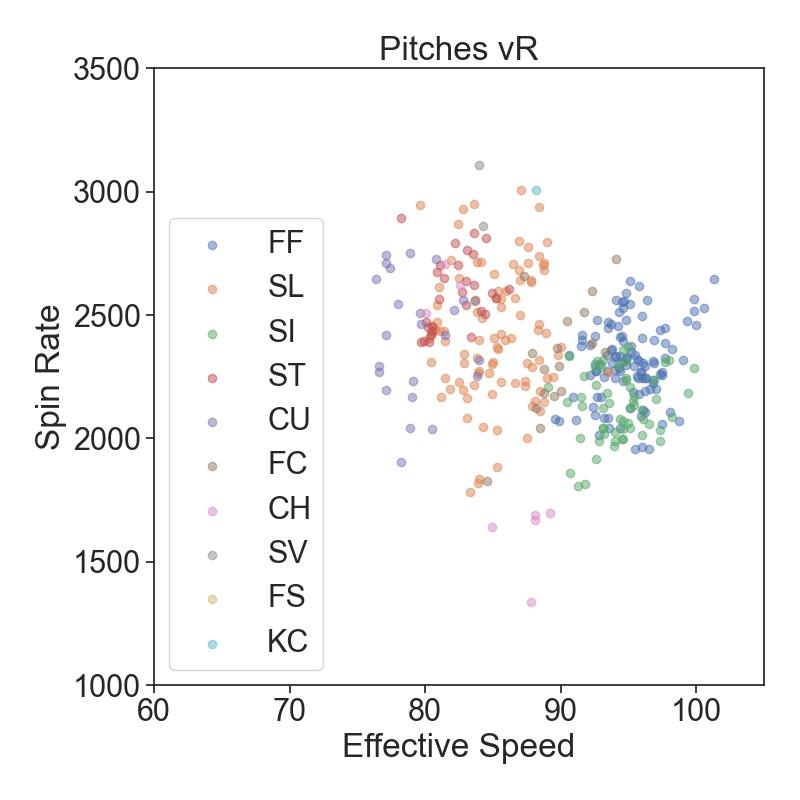 Pitches vR
3500
3000
2500
2000
1500
1000
Spin Rate
FF
SL
SI
ST
CU
FC
CH
SV
FS
KC
60 70 80 90 100
Effective Speed